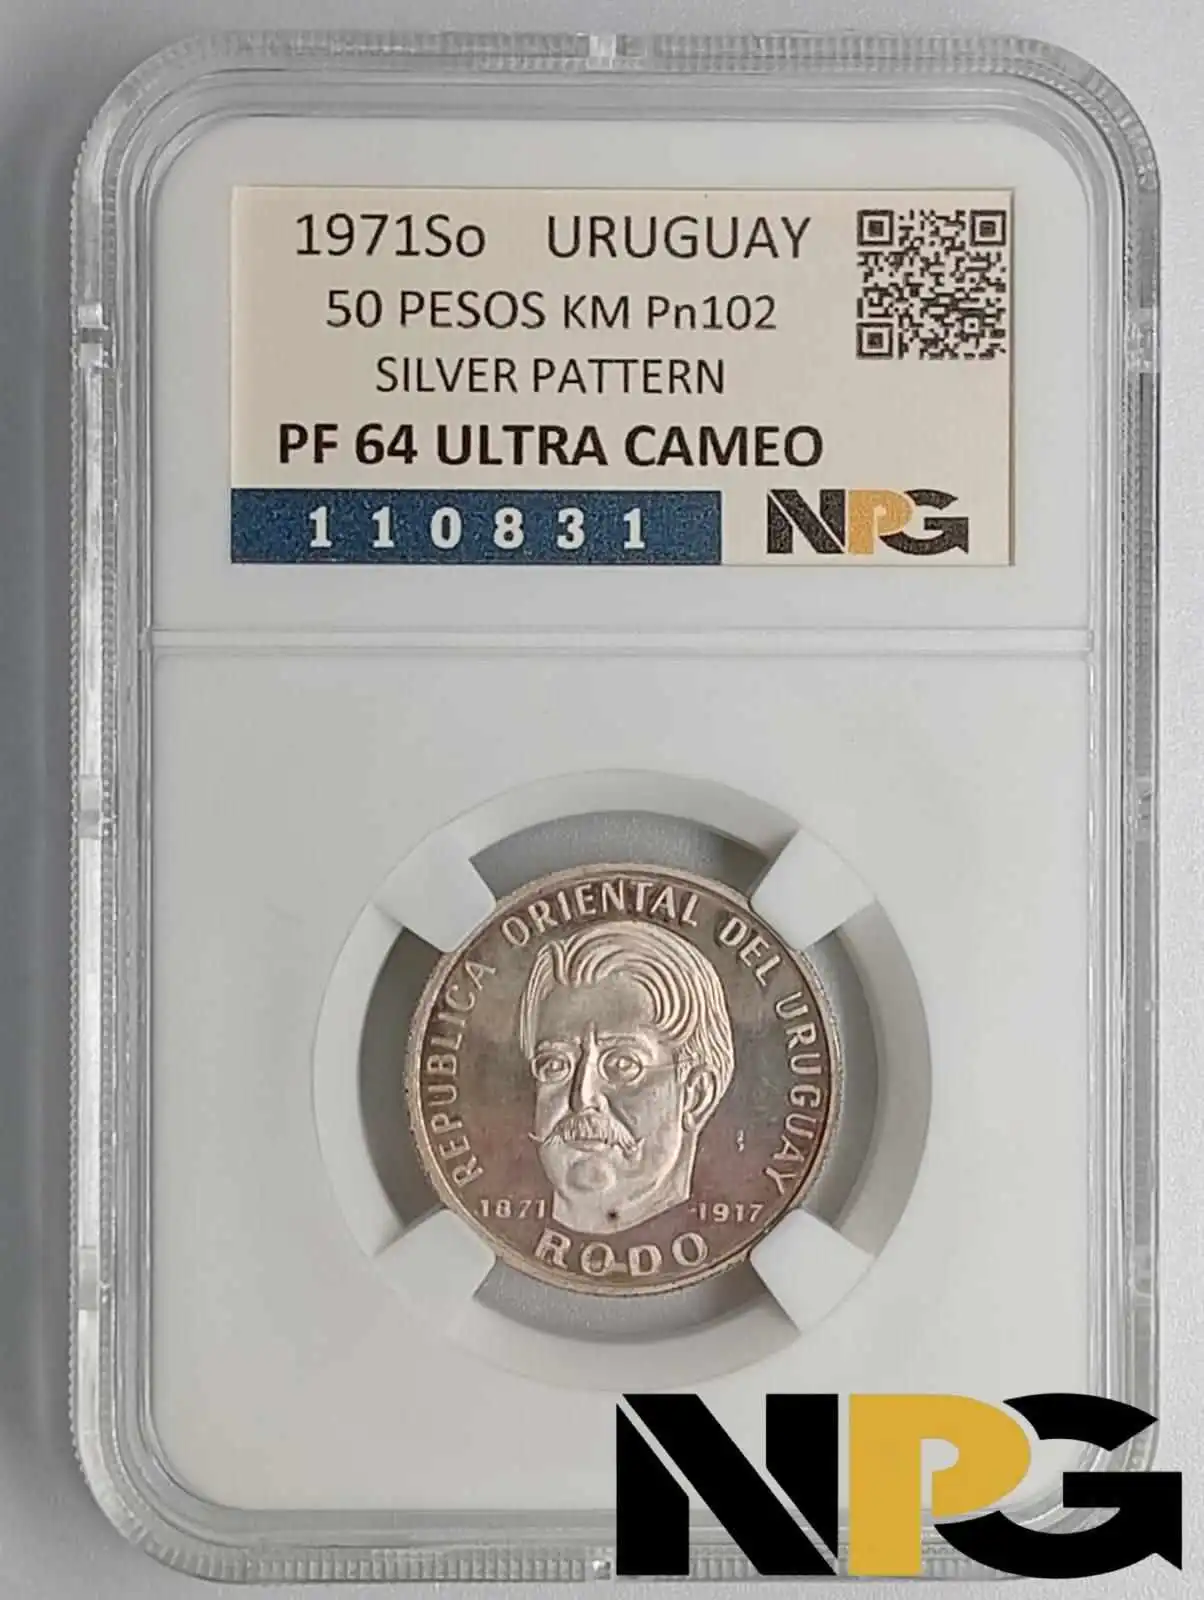 1971So URUGUAY
50 PESOS KM Pn102
SILVER PATTERN
PF 64 ULTRA CAMEO
110831
NPG
REPUBLICA ORIENTAL DEL URUGUAY
1871 -1917
RODO
NPG